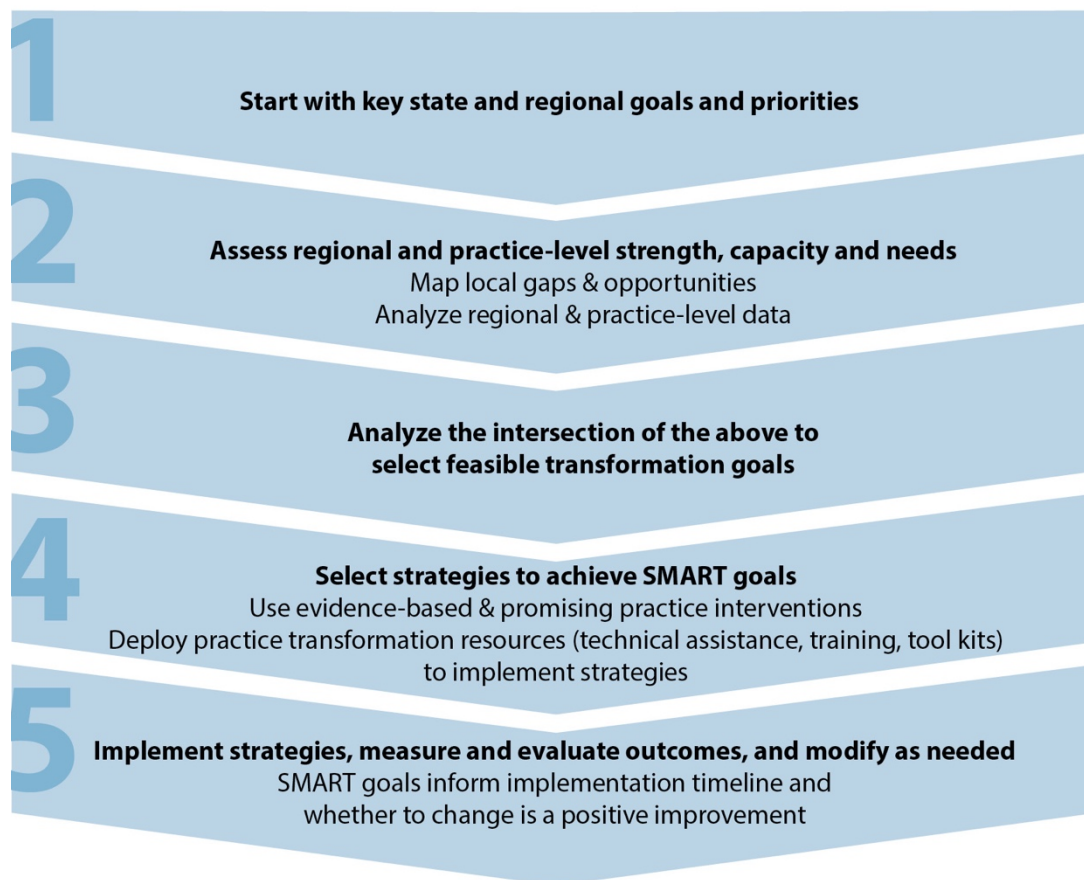 1
Start with key state and regional goals and priorities
2
Assess regional and practice-level strength, capacity and needs
Map local gaps & opportunities
Analyze regional & practice-level data
3
Analyze the intersection of the above to
select feasible transformation goals
4
Select strategies to achieve SMART goals
Use evidence-based & promising practice interventions
Deploy practice transformation resources (technical assistance, training, tool kits)
to implement strategies
5
Implement strategies, measure and evaluate outcomes, and modify as needed
SMART goals inform implementation timeline and
whether to change is a positive improvement